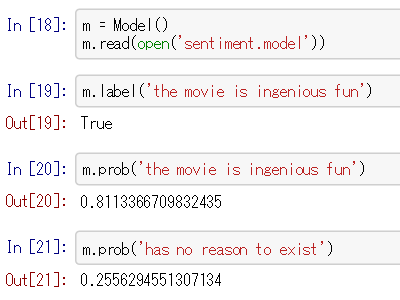 In [18]: m = Model()
m.read(open('sentiment.model'))
In [19]: m.label('the movie is ingenious fun')
Out[19]: True
In [20]: m.prob('the movie is ingenious fun')
Out[20]: 0.8113366709832435
In [21]: m.prob('has no reason to exist')
Out[21]: 0.2556294551307134